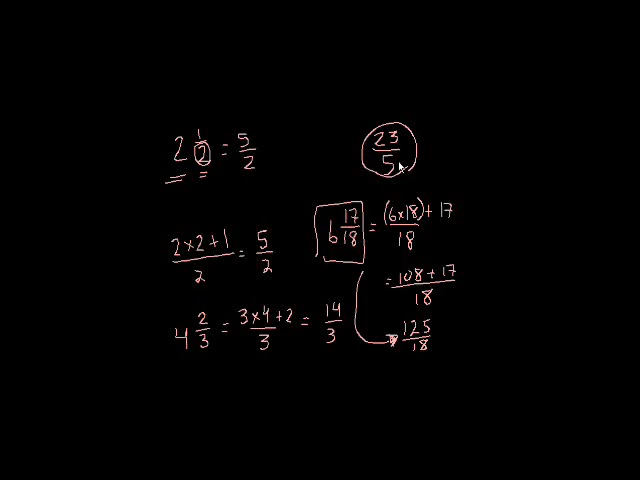 2 1/2 = 5/2
23/5
(2×2+1)/2 = 5/2
6 17/18 = ((6×18)+17)/18
= (108+17)/18
4 2/3 = (3×4+2)/3 = 14/3
125/18